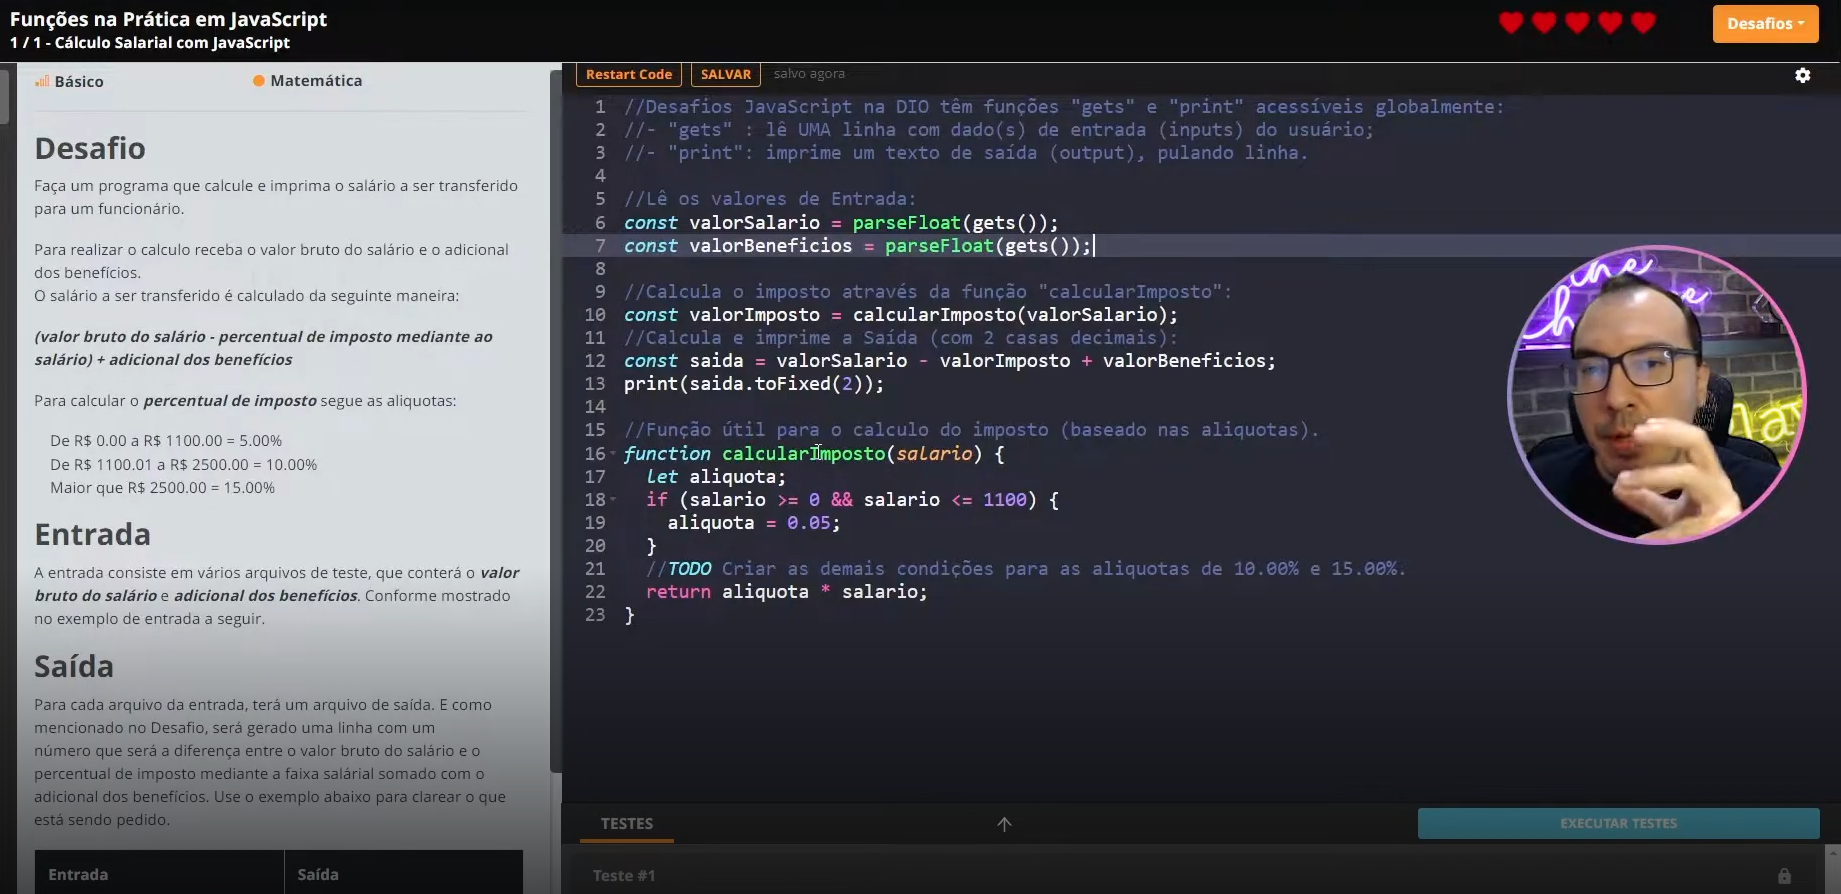 Funções na Prática em JavaScript
1 / 1 - Cálculo Salarial com JavaScript
Desafios
Básico
Matemática
Desafio
Faça um programa que calcule e imprima o salário a ser transferido
para um funcionário.
Para realizar o calculo receba o valor bruto do salário e o adicional
dos benefícios.
O salário a ser transferido é calculado da seguinte maneira:
(valor bruto do salário - percentual de imposto mediante ao
salário) + adicional dos benefícios
Para calcular o percentual de imposto segue as aliquotas:
De R$ 0.00 a R$ 1100.00 = 5.00%
De R$ 1100.01 a R$ 2500.00 = 10.00%
Maior que R$ 2500.00 = 15.00%
Entrada
A entrada consiste em vários arquivos de teste, que conterá o valor
bruto do salário e adicional dos benefícios. Conforme mostrado
no exemplo de entrada a seguir.
Saída
Para cada arquivo da entrada, terá um arquivo de saída. E como
mencionado no Desafio, será gerado uma linha com um
número que será a diferença entre o valor bruto do salário e o
percentual de imposto mediante a faixa salárial somado com o
adicional dos benefícios. Use o exemplo abaixo para clarear o que
está sendo pedido.
Entrada Saída
Restart Code SALVAR salvo agora
1 //Desafios JavaScript na DIO têm funções "gets" e "print" acessíveis globalmente:
2 //- "gets" : lê UMA linha com dado(s) de entrada (inputs) do usuário;
3 //- "print": imprime um texto de saída (output), pulando linha.
4
5 //Lê os valores de Entrada:
6 const valorSalario = parseFloat(gets());
7 const valorBeneficios = parseFloat(gets());
8
9 //Calcula o imposto através da função "calcularImposto":
10 const valorImposto = calcularImposto(valorSalario);
11 //Calcula e imprime a Saída (com 2 casas decimais):
12 const saida = valorSalario - valorImposto + valorBeneficios;
13 print(saida.toFixed(2));
14
15 //Função útil para o calculo do imposto (baseado nas aliquotas).
16 function calcularImposto(salario) {
17 let aliquota;
18 if (salario >= 0 && salario <= 1100) {
19 aliquota = 0.05;
20 }
21 //TODO Criar as demais condições para as aliquotas de 10.00% e 15.00%.
22 return aliquota * salario;
23 }
TESTES
EXECUTAR TESTES
Teste #1